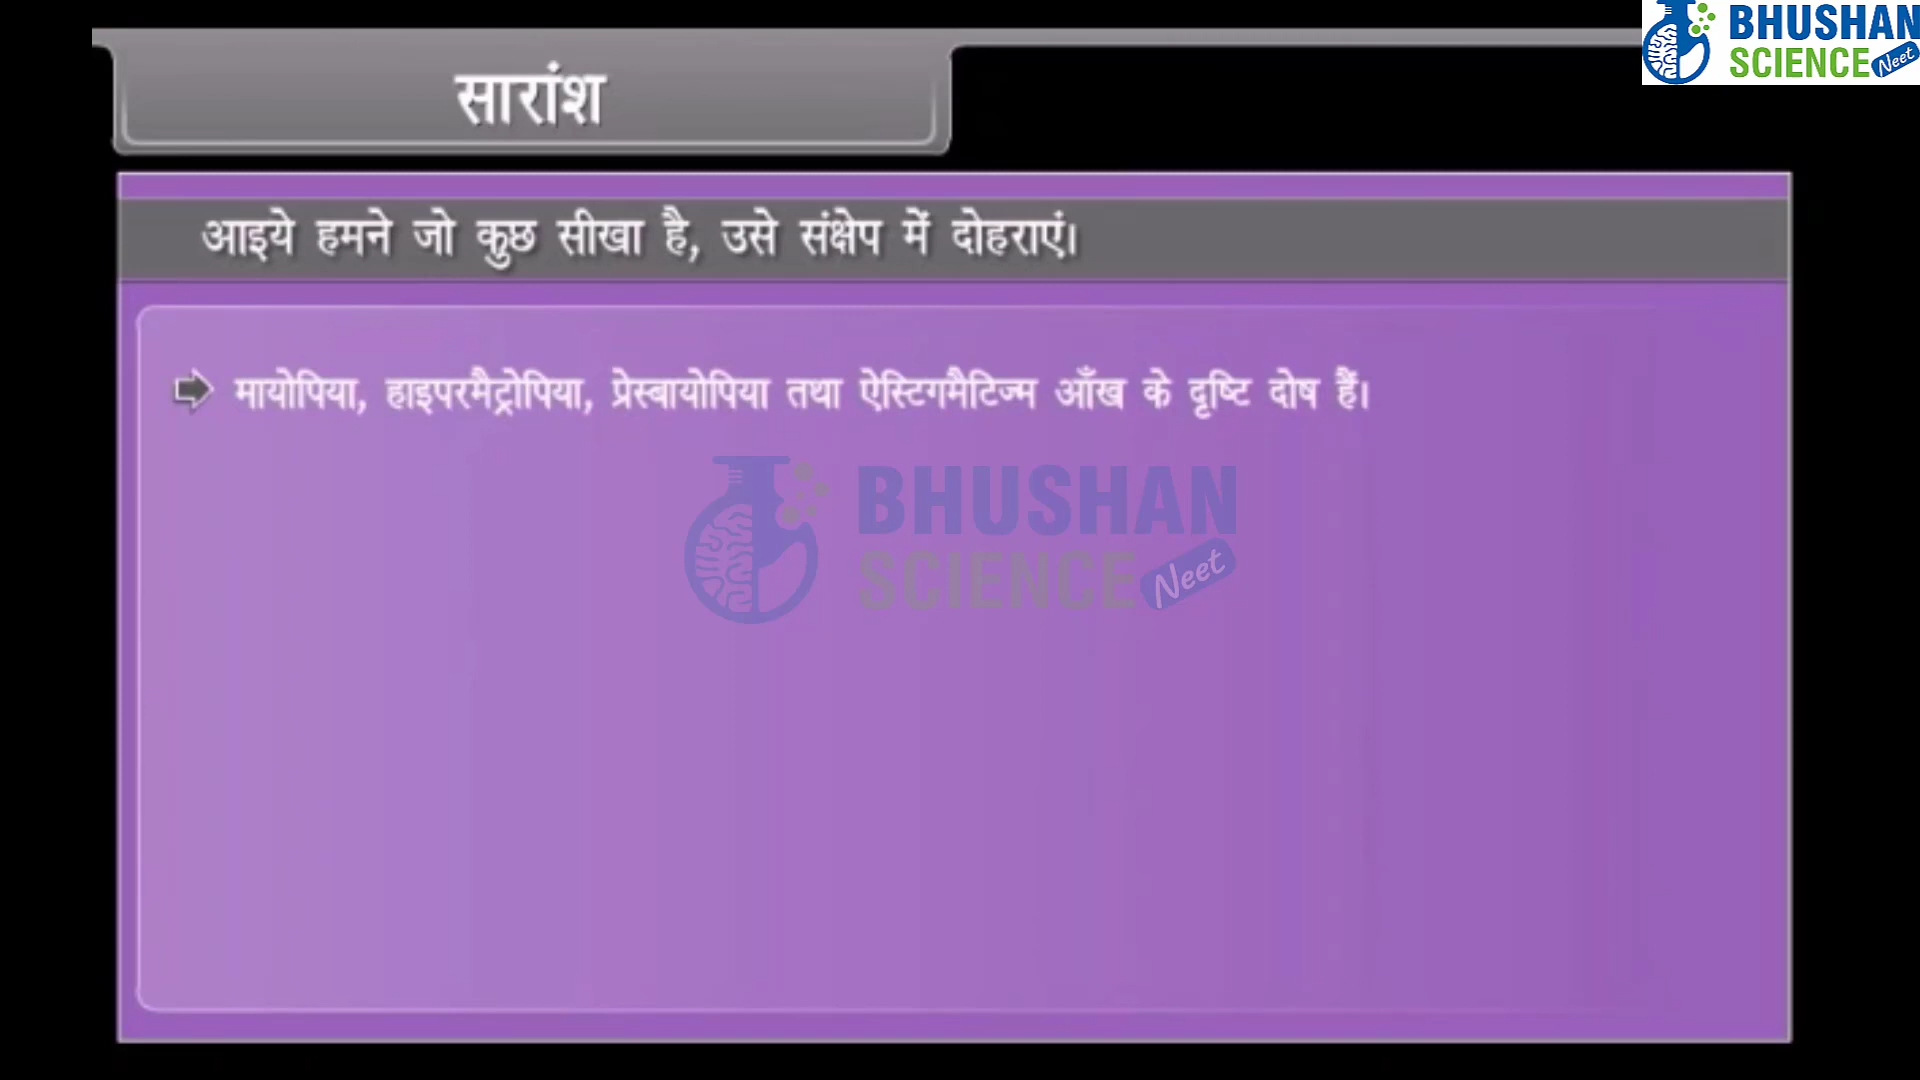 BHUSHAN
SCIENCE Neet
सारांश
आइये हमने जो कुछ सीखा है, उसे संक्षेप में दोहराएं।
मायोपिया, हाइपरमैट्रोपिया, प्रेस्बायोपिया तथा ऐस्टिगमैटिज्म आँख के दृष्टि दोष हैं।
BHUSHAN
SCIENCE Neet